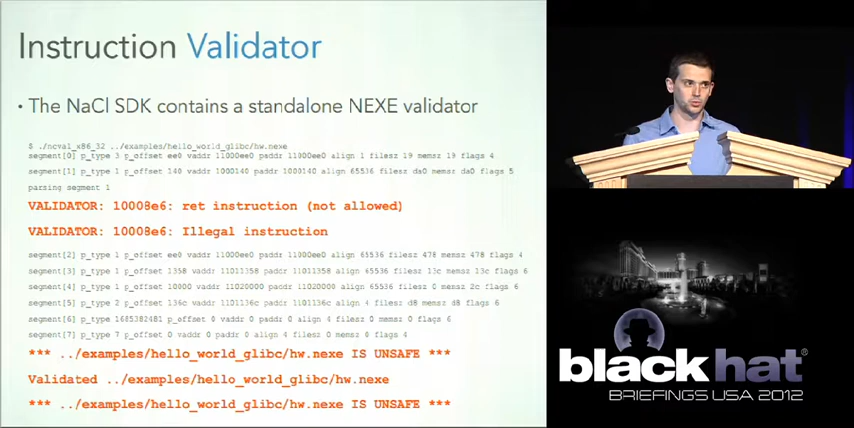 Instruction Validator
• The NaCl SDK contains a standalone NEXE validator
$ ./ncval_x86_32 ../examples/hello_world_glibc/hw.nexe
segment[0] p_type 3 p_offset ee0 vaddr 11000ee0 paddr 11000ee0 align 1 filesz 19 memsz 19 flags 4
segment[1] p_type 1 p_offset 140 vaddr 1000140 paddr 1000140 align 65536 filesz da0 memsz da0 flags 5
parsing segment 1
VALIDATOR: 10008e6: ret instruction (not allowed)
VALIDATOR: 10008e6: Illegal instruction
segment[2] p_type 1 p_offset ee0 vaddr 11000ee0 paddr 11000ee0 align 65536 filesz 478 memsz 478 flags 4
segment[3] p_type 1 p_offset 1358 vaddr 11011358 paddr 11011358 align 65536 filesz 13c memsz 13c flags 6
segment[4] p_type 1 p_offset 10000 vaddr 11020000 paddr 11020000 align 65536 filesz 0 memsz 2c flags 6
segment[5] p_type 2 p_offset 136c vaddr 1101136c paddr 1101136c align 4 filesz d8 memsz d8 flags 6
segment[6] p_type 1685382481 p_offset 0 vaddr 0 paddr 0 align 4 filesz 0 memsz 0 flags 6
segment[7] p_type 7 p_offset 0 vaddr 0 paddr 0 align 4 filesz 0 memsz 0 flags 4
*** ../examples/hello_world_glibc/hw.nexe IS UNSAFE ***
Validated ../examples/hello_world_glibc/hw.nexe
*** ../examples/hello_world_glibc/hw.nexe IS UNSAFE ***
black hat®
BRIEFINGS USA 2012